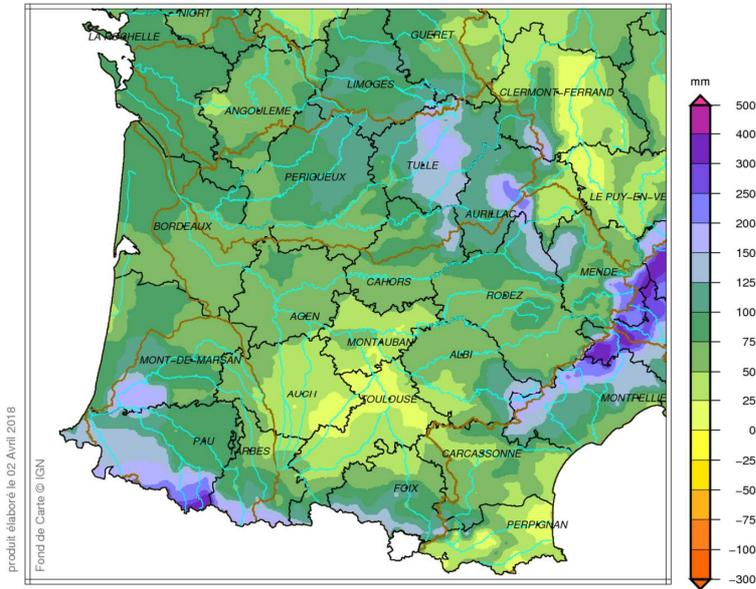 NIORT
LA ROCHELLE
GUERET
LIMOGES
CLERMONT-FERRAND
ANGOULEME
TULLE
PERIGUEUX
LE PUY-EN-VE
AURILLAC
BORDEAUX
MENDE
CAHORS
RODEZ
AGEN
MONTAUBAN
ALBI
MONT-DE-MARSAN
AUCH
TOULOUSE
MONTPELLIE
PAU
ARBES
CARCASSONNE
FOIX
PERPIGNAN
mm
500
400
300
250
200
150
125
100
75
50
25
0
−25
−50
−75
−100
−300
produit élaboré le 02 Avril 2018
Fond de Carte © IGN